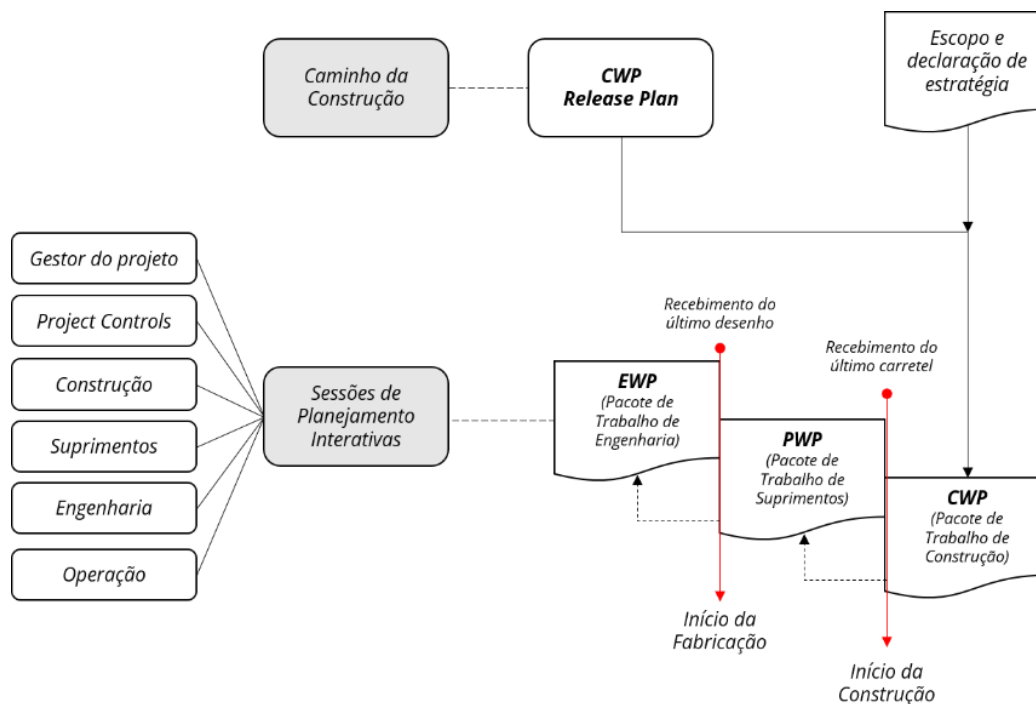 Caminho da
Construção
CWP
Release Plan
Escopo e
declaração de
estratégia
Gestor do projeto
Project Controls
Construção
Suprimentos
Engenharia
Operação
Sessões de
Planejamento
Interativas
Recebimento do
último desenho
Recebimento do
último carretel
EWP
(Pacote de
Trabalho de
Engenharia)
PWP
(Pacote de
Trabalho de
Suprimentos)
CWP
(Pacote de
Trabalho de
Construção)
Início da
Fabricação
Início da
Construção